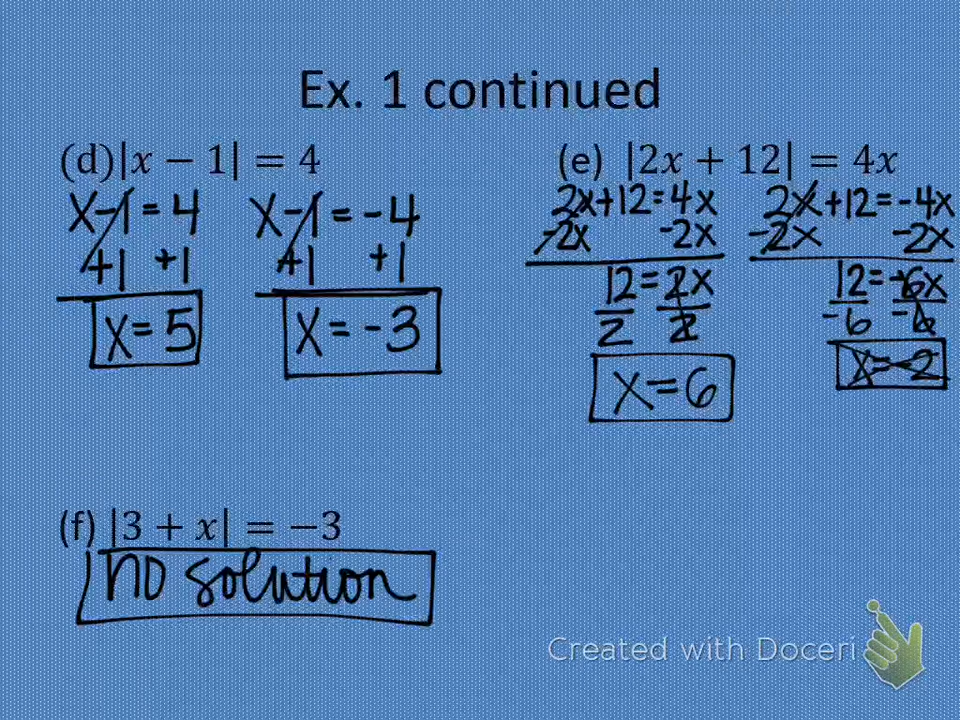 Ex. 1 continued
(d)|x − 1| = 4
x-1=4
+1 +1
x=5
x-1=-4
+1 +1
x=-3
(e) |2x + 12| = 4x
2x+12=4x
-2x -2x
12=2x
2 2
x=6
2x+12=-4x
-2x -2x
12=-6x
-6 -6
x=-2
(f) |3 + x| = −3
no solution
Created with Doceri